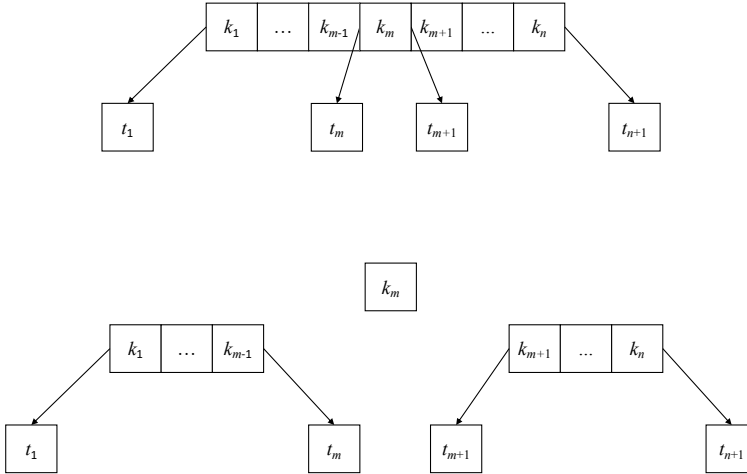 k₁ … kₘ₋₁ kₘ kₘ₊₁ ... kₙ
t₁ tₘ tₘ₊₁ tₙ₊₁
kₘ
k₁ … kₘ₋₁ kₘ₊₁ ... kₙ
t₁ tₘ tₘ₊₁ tₙ₊₁